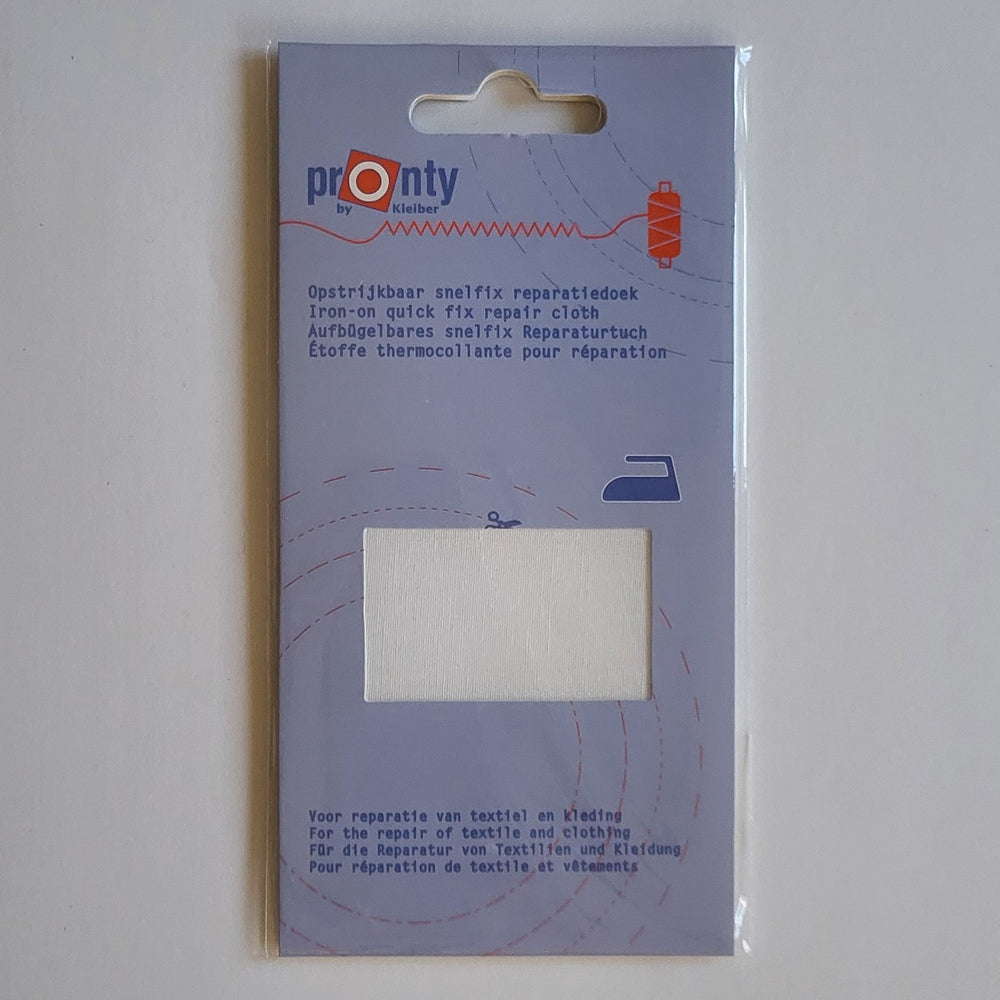 pronty
by Kleiber
Opstrijkbaar snelfix reparatiedoek
Iron-on quick fix repair cloth
Aufbügelbares snelfix Reparaturtuch
Étoffe thermocollante pour réparation
Voor reparatie van textiel en kleding
For the repair of textile and clothing
Für die Reparatur von Textilien und Kleidung
Pour réparation de textile et vêtements